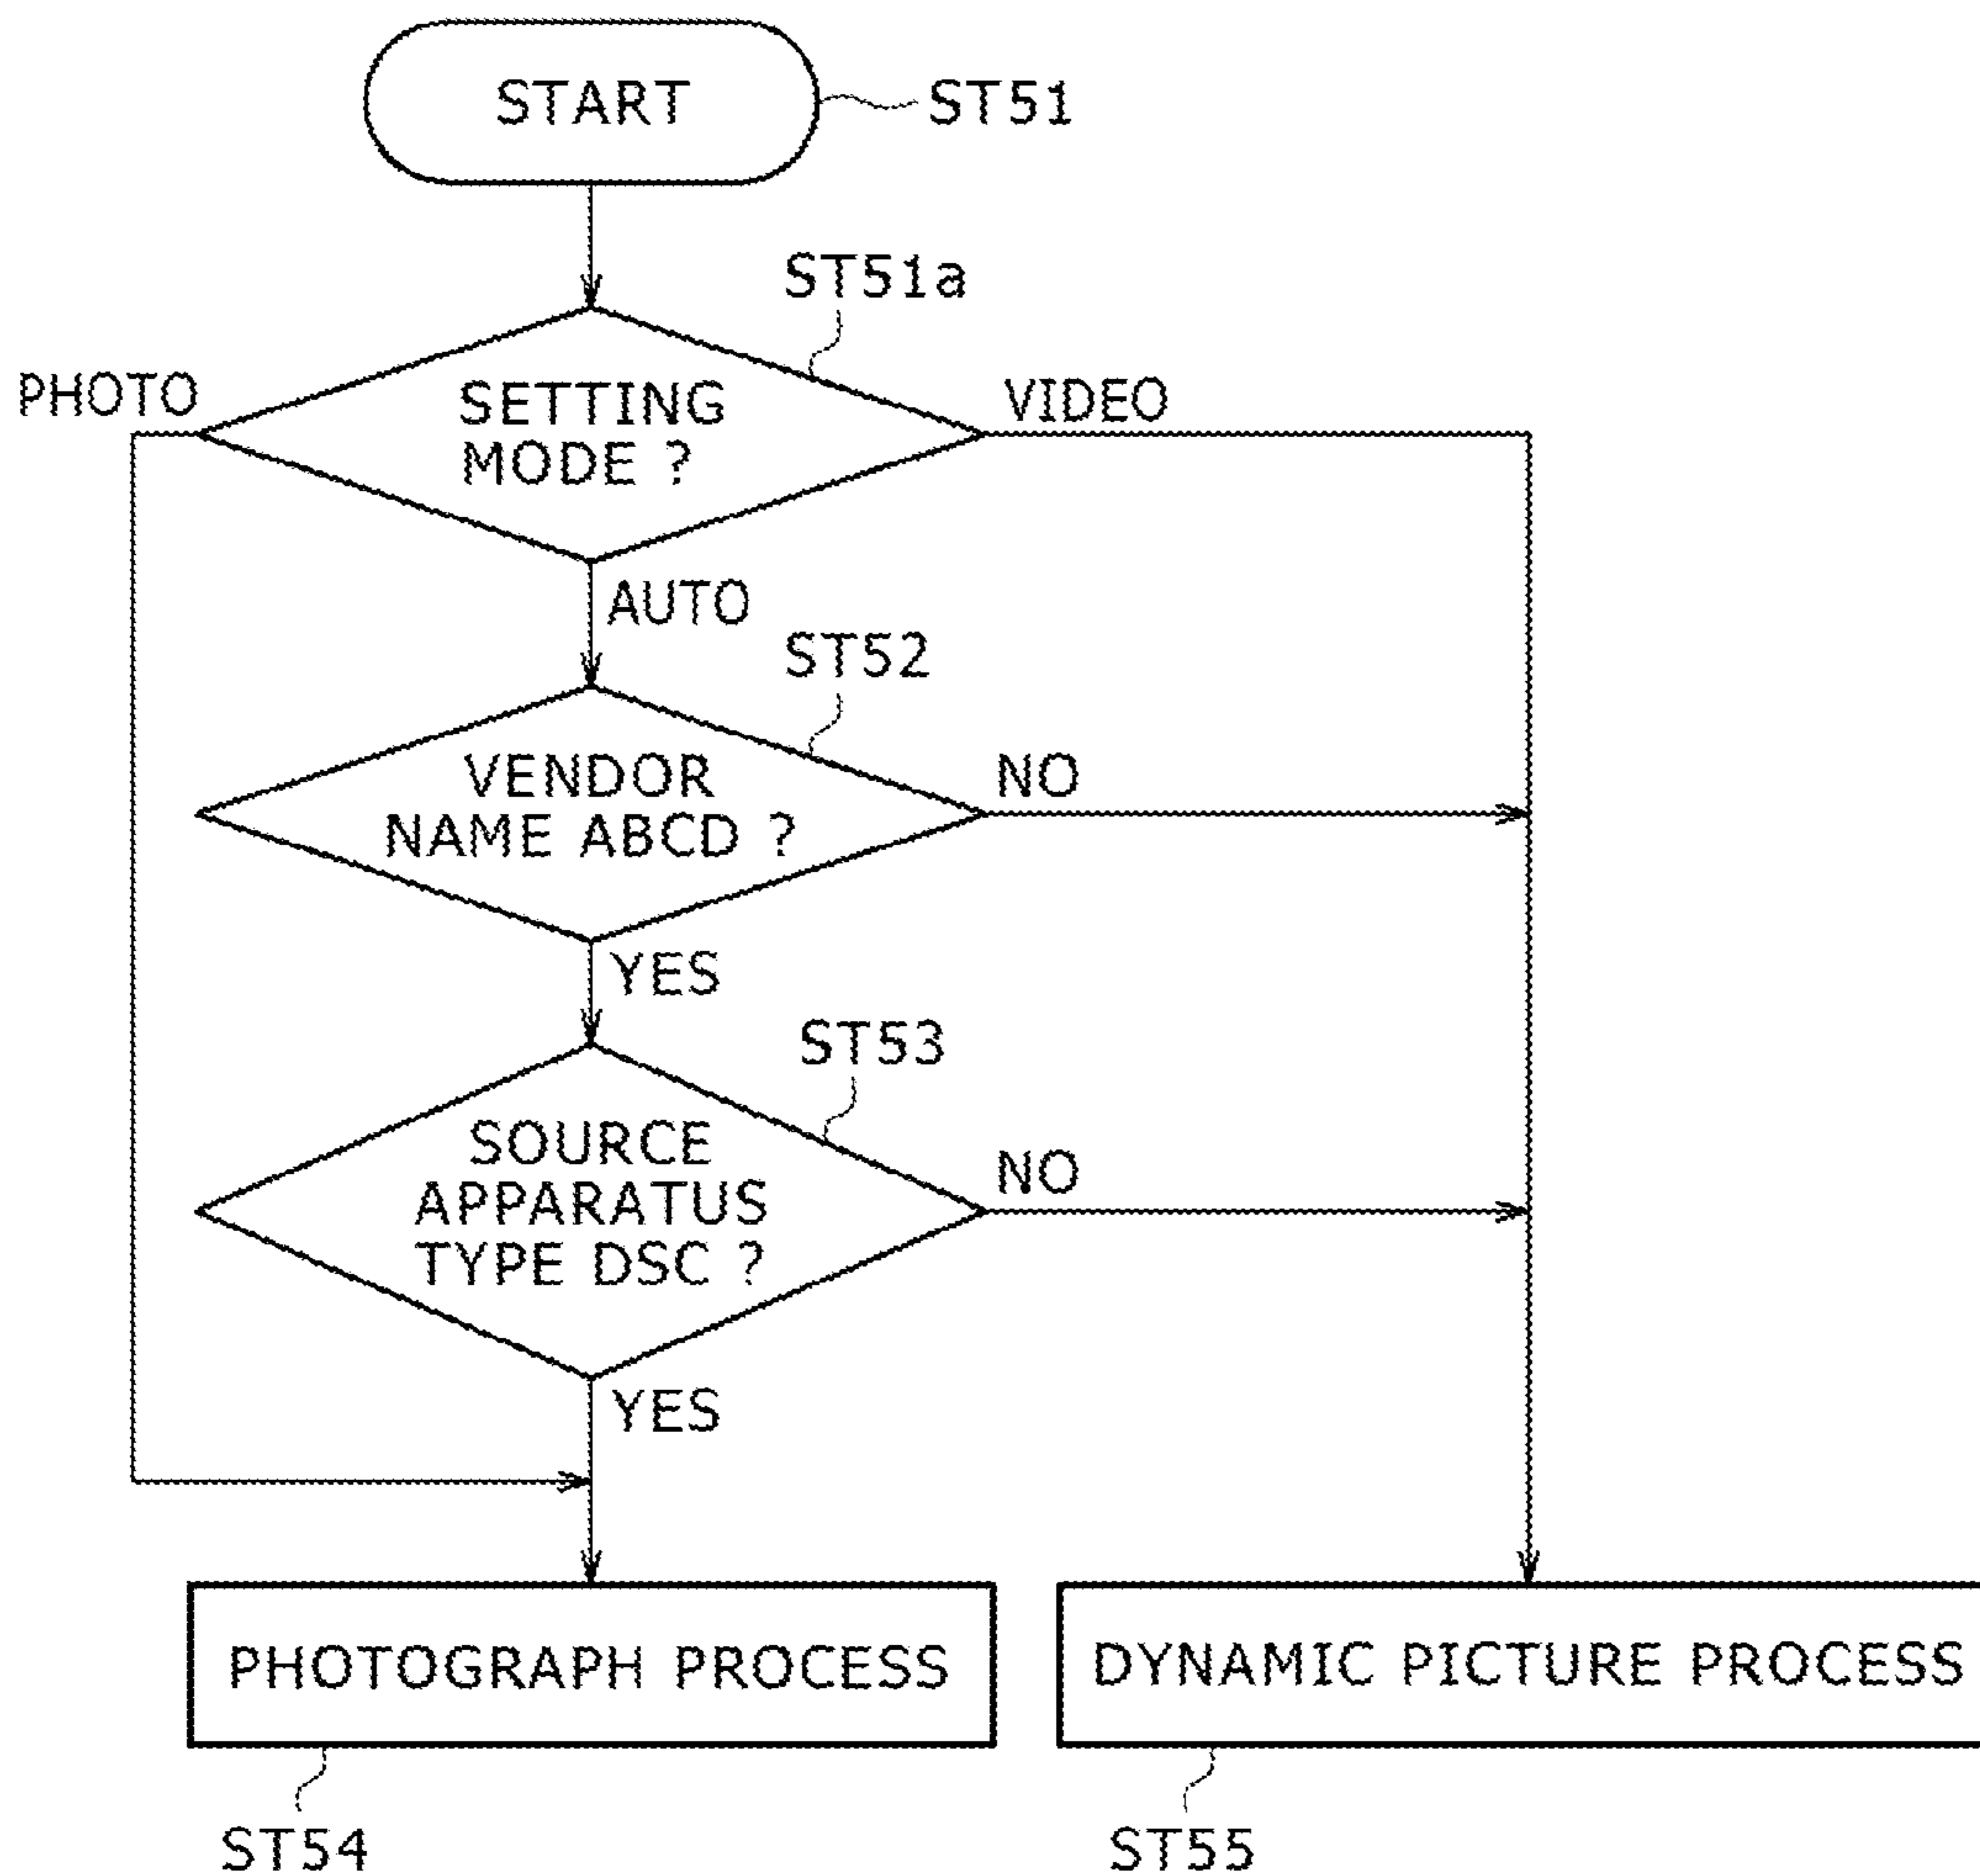 START
ST51
ST51a
PHOTO
SETTING
MODE ?
VIDEO
AUTO
ST52
VENDOR
NAME ABCD ?
NO
YES
ST53
SOURCE
APPARATUS
TYPE DSC ?
NO
YES
PHOTOGRAPH PROCESS
DYNAMIC PICTURE PROCESS
ST54
ST55